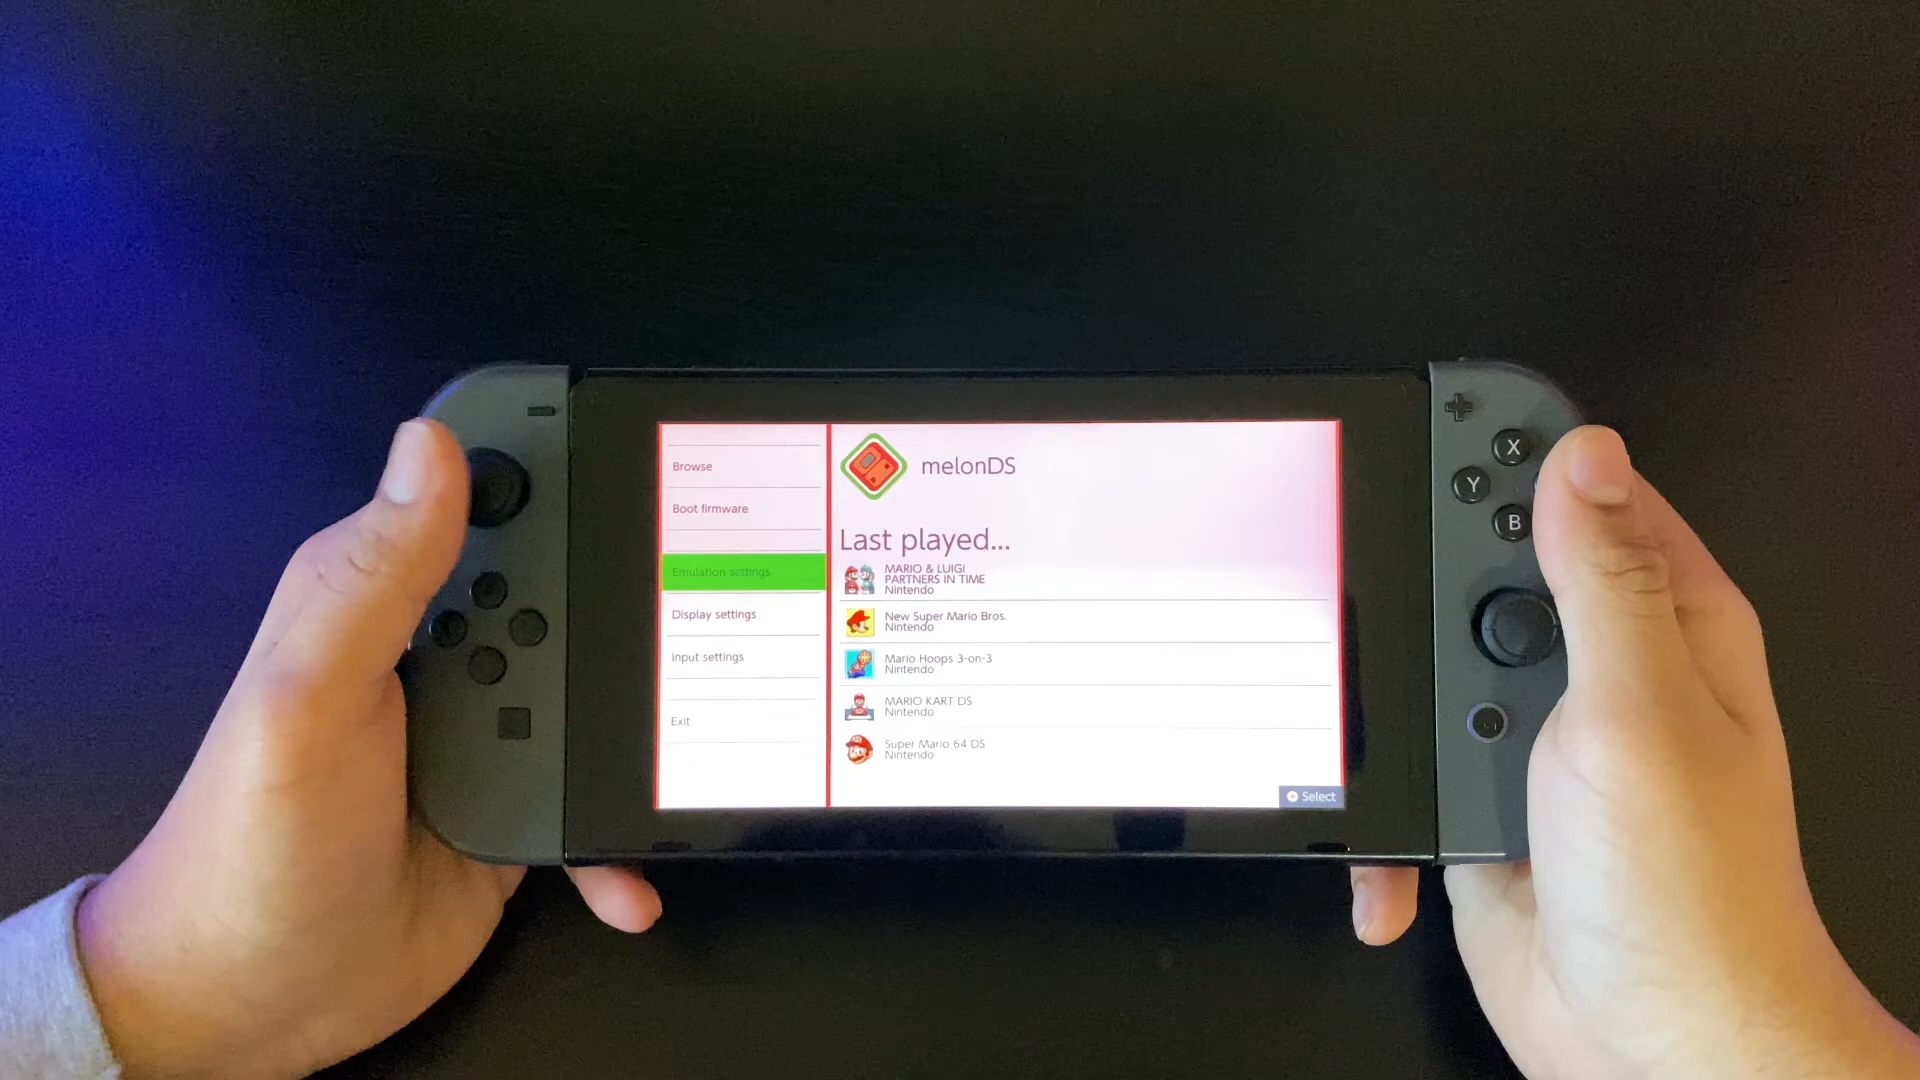 Browse
Boot firmware
Emulation settings
Display settings
Input settings
Exit
melonDS
Last played...
MARIO & LUIGI
PARTNERS IN TIME
Nintendo
New Super Mario Bros.
Nintendo
Mario Hoops 3-on-3
Nintendo
MARIO KART DS
Nintendo
Super Mario 64 DS
Nintendo
Select
X
Y
B